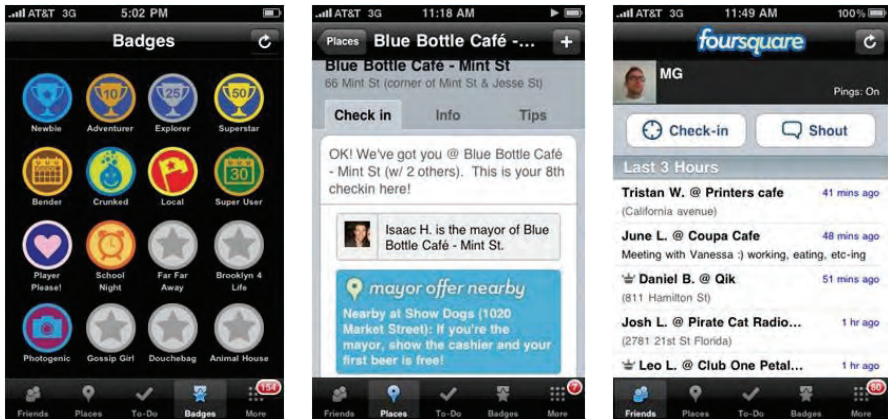 AT&T 3G 5:02 PM
Badges
10 25 50
Newbie Adventurer Explorer Superstar
30
Bender Crunked Local Super User
Player Please! School Night Far Far Away Brooklyn 4 Life
Photogenic Gossip Girl Douchebag Animal House
154
Friends Places To-Do Badges More
AT&T 3G 11:18 AM
Places Blue Bottle Café -... +
Blue Bottle Café - Mint St
66 Mint St (corner of Mint St & Jesse St)
Check in Info Tips
OK! We've got you @ Blue Bottle Café
- Mint St (w/ 2 others). This is your 8th
checkin here!
Isaac H. is the mayor of Blue
Bottle Café - Mint St.
mayor offer nearby
Nearby at Show Dogs (1020
Market Street): If you're the
mayor, show the cashier and your
first beer is free!
7
Friends Places To-Do Badges More
AT&T 3G 11:49 AM 100%
foursquare
MG
Pings: On
Check-in Shout
Last 3 Hours
Tristan W. @ Printers cafe 41 mins ago
(California avenue)
June L. @ Coupa Cafe 48 mins ago
Meeting with Vanessa :) working, eating, etc-ing
Daniel B. @ Qik 51 mins ago
(811 Hamilton St)
Josh L. @ Pirate Cat Radio... 1 hr ago
(2781 21st St Florida)
Leo L. @ Club One Petal... 1 hr ago
60
Friends Places To-Do Badges More